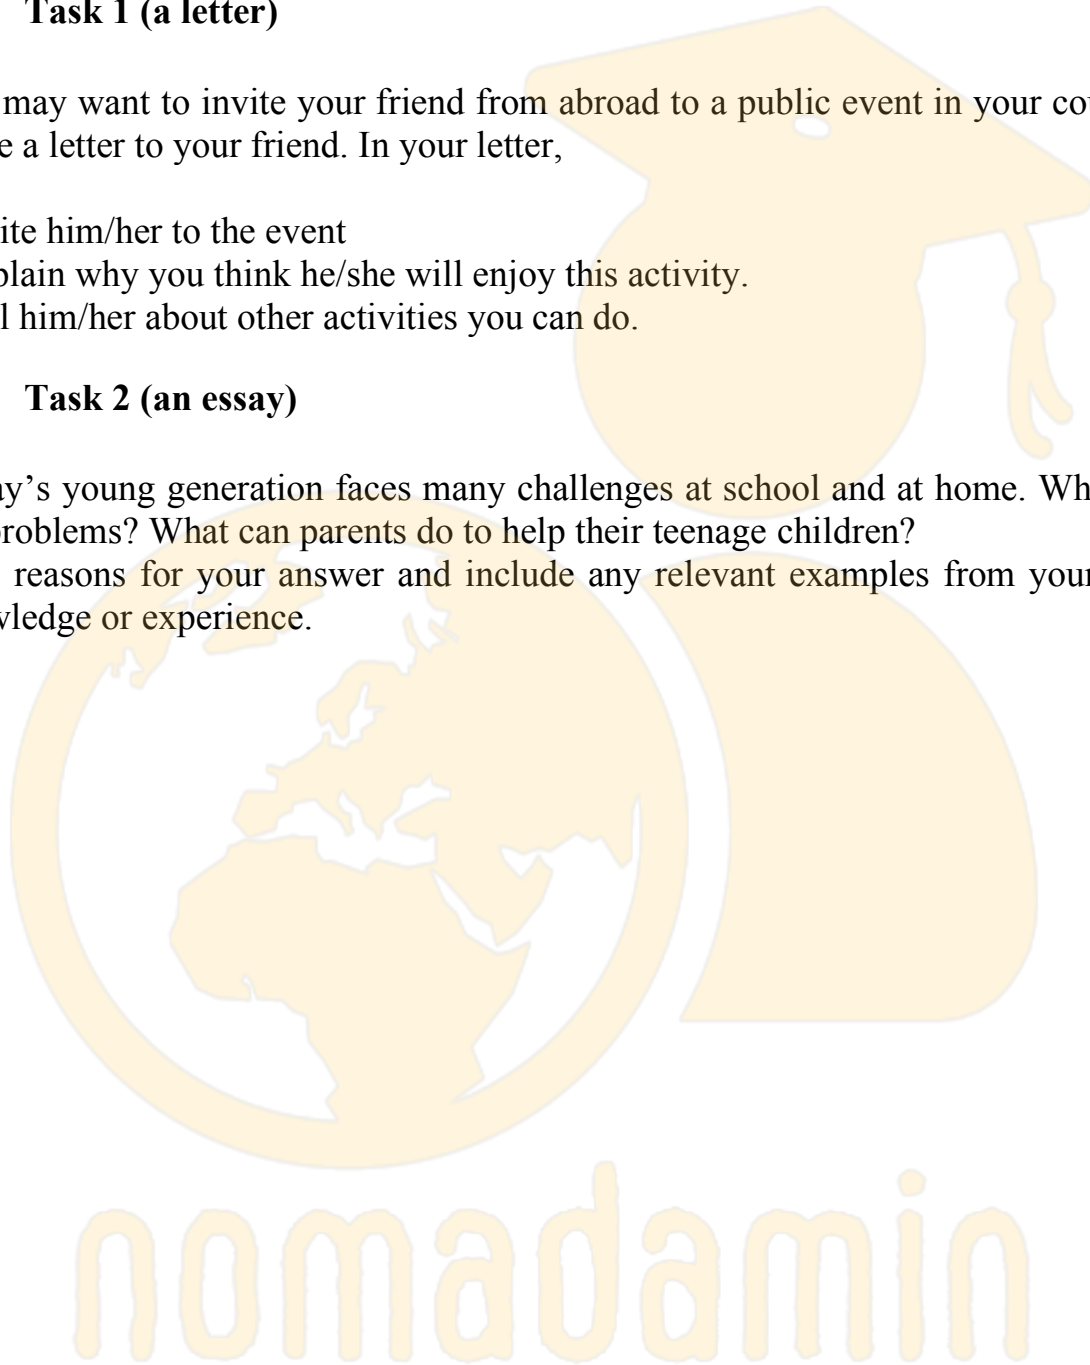 Task 1 (a letter)
may want to invite your friend from abroad to a public event in your cou
e a letter to your friend. In your letter,
ite him/her to the event
plain why you think he/she will enjoy this activity.
l him/her about other activities you can do.
Task 2 (an essay)
ay’s young generation faces many challenges at school and at home. Wh
problems? What can parents do to help their teenage children?
reasons for your answer and include any relevant examples from your
vledge or experience.
nomadamin